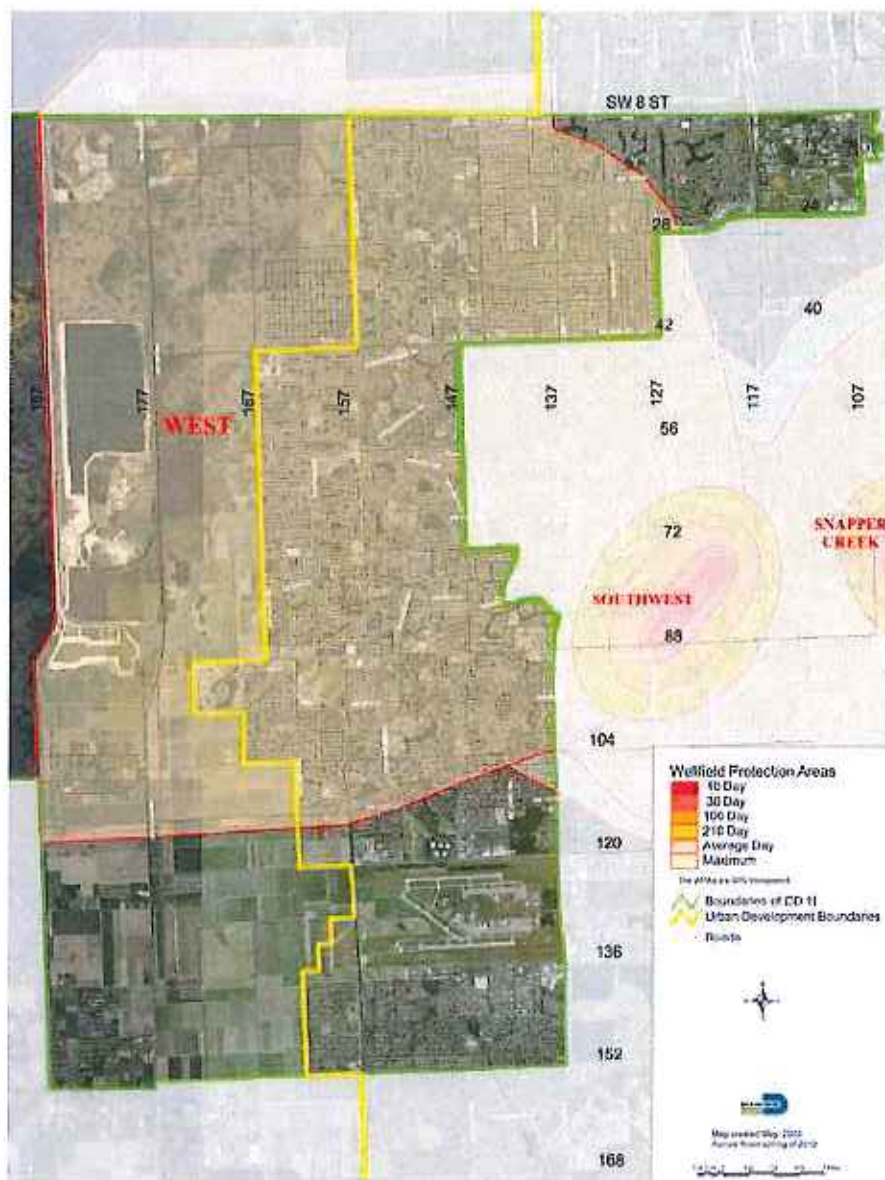 SW 8 ST
24
26
40
42
197
177
WEST
167
157
147
137
127
117
107
56
72
SNAPPER
CREEK
SOUTHWEST
88
104
Wellfield Protection Areas
10 Day
30 Day
100 Day
210 Day
Average Day
Maximum
120
Boundaries of CD 11
Urban Development Boundaries
Roads
136
152
168